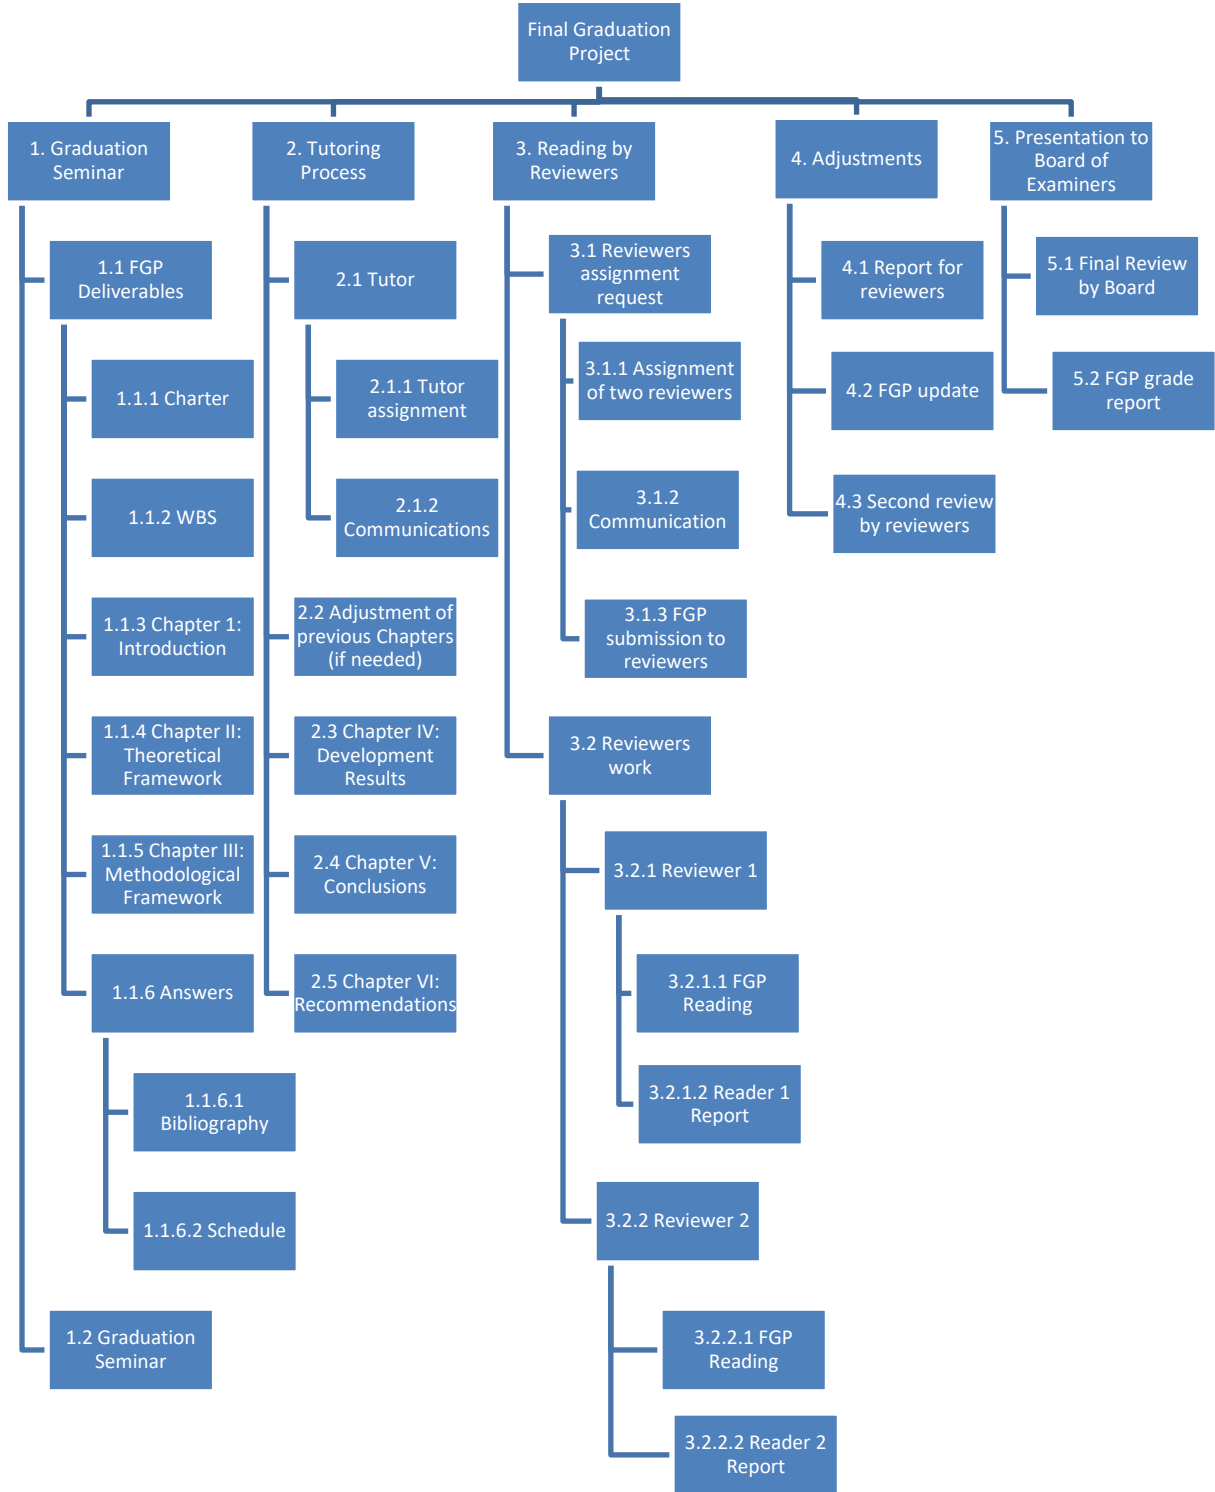 Final Graduation
Project
1. Graduation
Seminar
1.1 FGP
Deliverables
1.1.1 Charter
1.1.2 WBS
1.1.3 Chapter 1:
Introduction
1.1.4 Chapter II:
Theoretical
Framework
1.1.5 Chapter III:
Methodological
Framework
1.1.6 Answers
1.1.6.1
Bibliography
1.1.6.2 Schedule
1.2 Graduation
Seminar
2. Tutoring
Process
2.1 Tutor
2.1.1 Tutor
assignment
2.1.2
Communications
2.2 Adjustment of
previous Chapters
(if needed)
2.3 Chapter IV:
Development
Results
2.4 Chapter V:
Conclusions
2.5 Chapter VI:
Recommendations
3. Reading by
Reviewers
3.1 Reviewers
assignment
request
3.1.1 Assignment
of two reviewers
3.1.2
Communication
3.1.3 FGP
submission to
reviewers
3.2 Reviewers
work
3.2.1 Reviewer 1
3.2.1.1 FGP
Reading
3.2.1.2 Reader 1
Report
3.2.2 Reviewer 2
3.2.2.1 FGP
Reading
3.2.2.2 Reader 2
Report
4. Adjustments
4.1 Report for
reviewers
4.2 FGP update
4.3 Second review
by reviewers
5. Presentation to
Board of
Examiners
5.1 Final Review
by Board
5.2 FGP grade
report